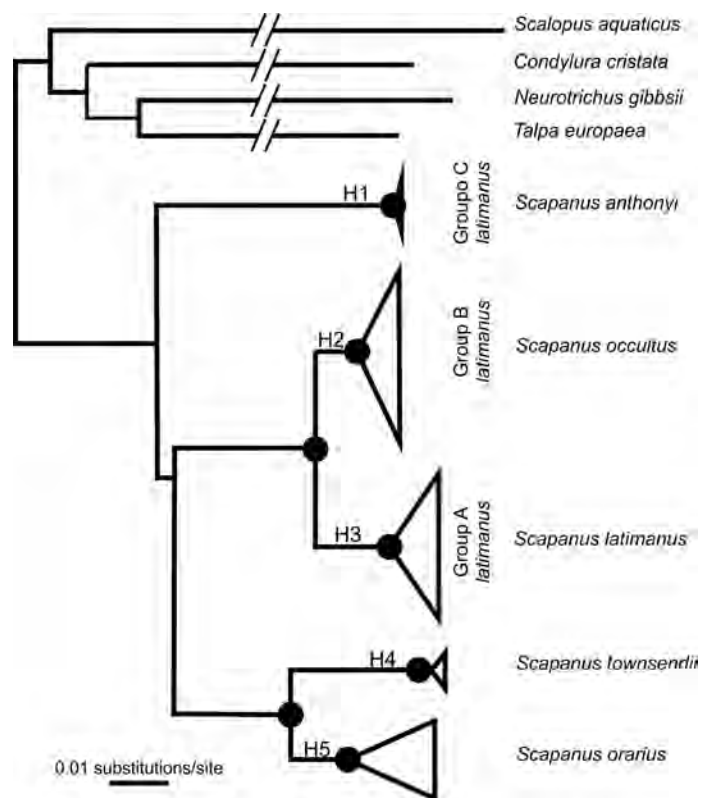 Scalopus aquaticus
Condylura cristata
Neurotrichus gibbsii
Talpa europaea
H1
Groupo C
latimanus
Scapanus anthonyi
H2
Group B
latimanus
Scapanus occultus
H3
Group A
latimanus
Scapanus latimanus
H4
Scapanus townsendii
H5
Scapanus orarius
0.01 substitutions/site